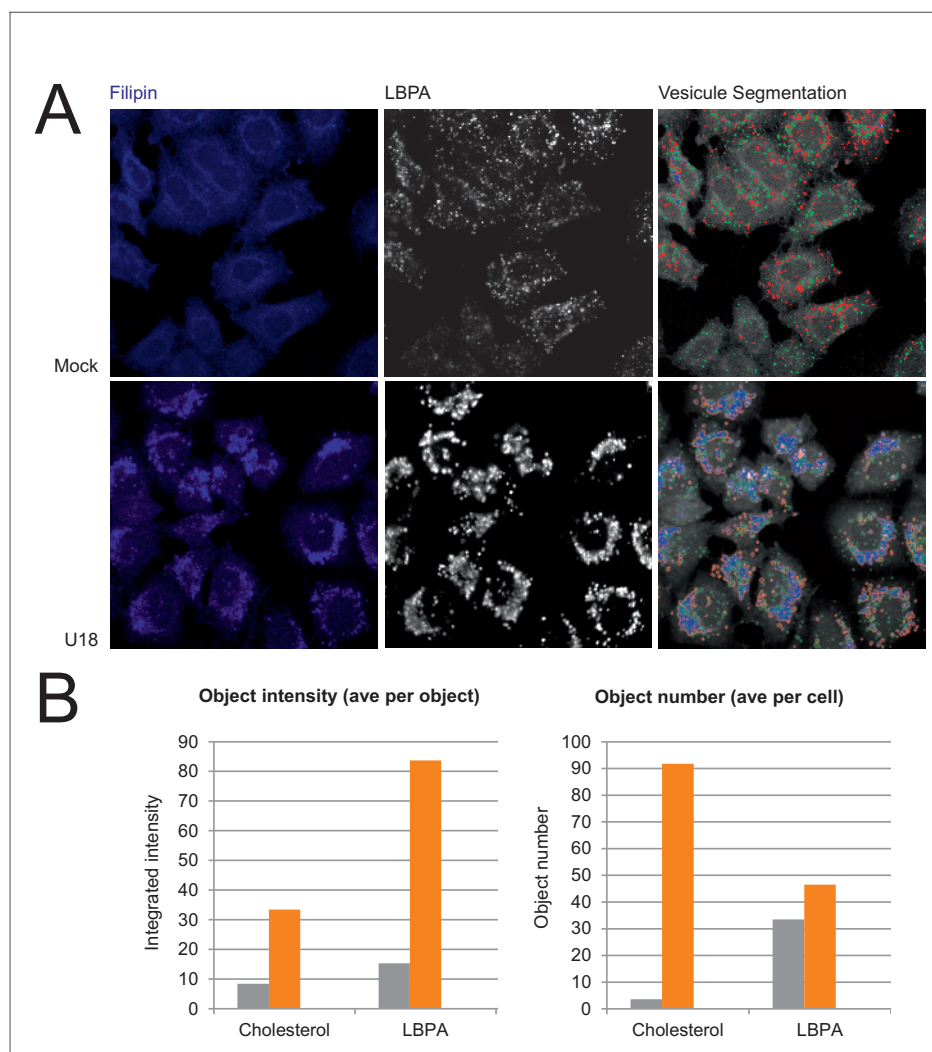 A
Filipin
LBPA
Vesicule Segmentation
Mock
U18
B
Object intensity (ave per object)
Integrated intensity
90
80
70
60
50
40
30
20
10
0
Cholesterol
LBPA
Object number (ave per cell)
Object number
100
90
80
70
60
50
40
30
20
10
0
Cholesterol
LBPA